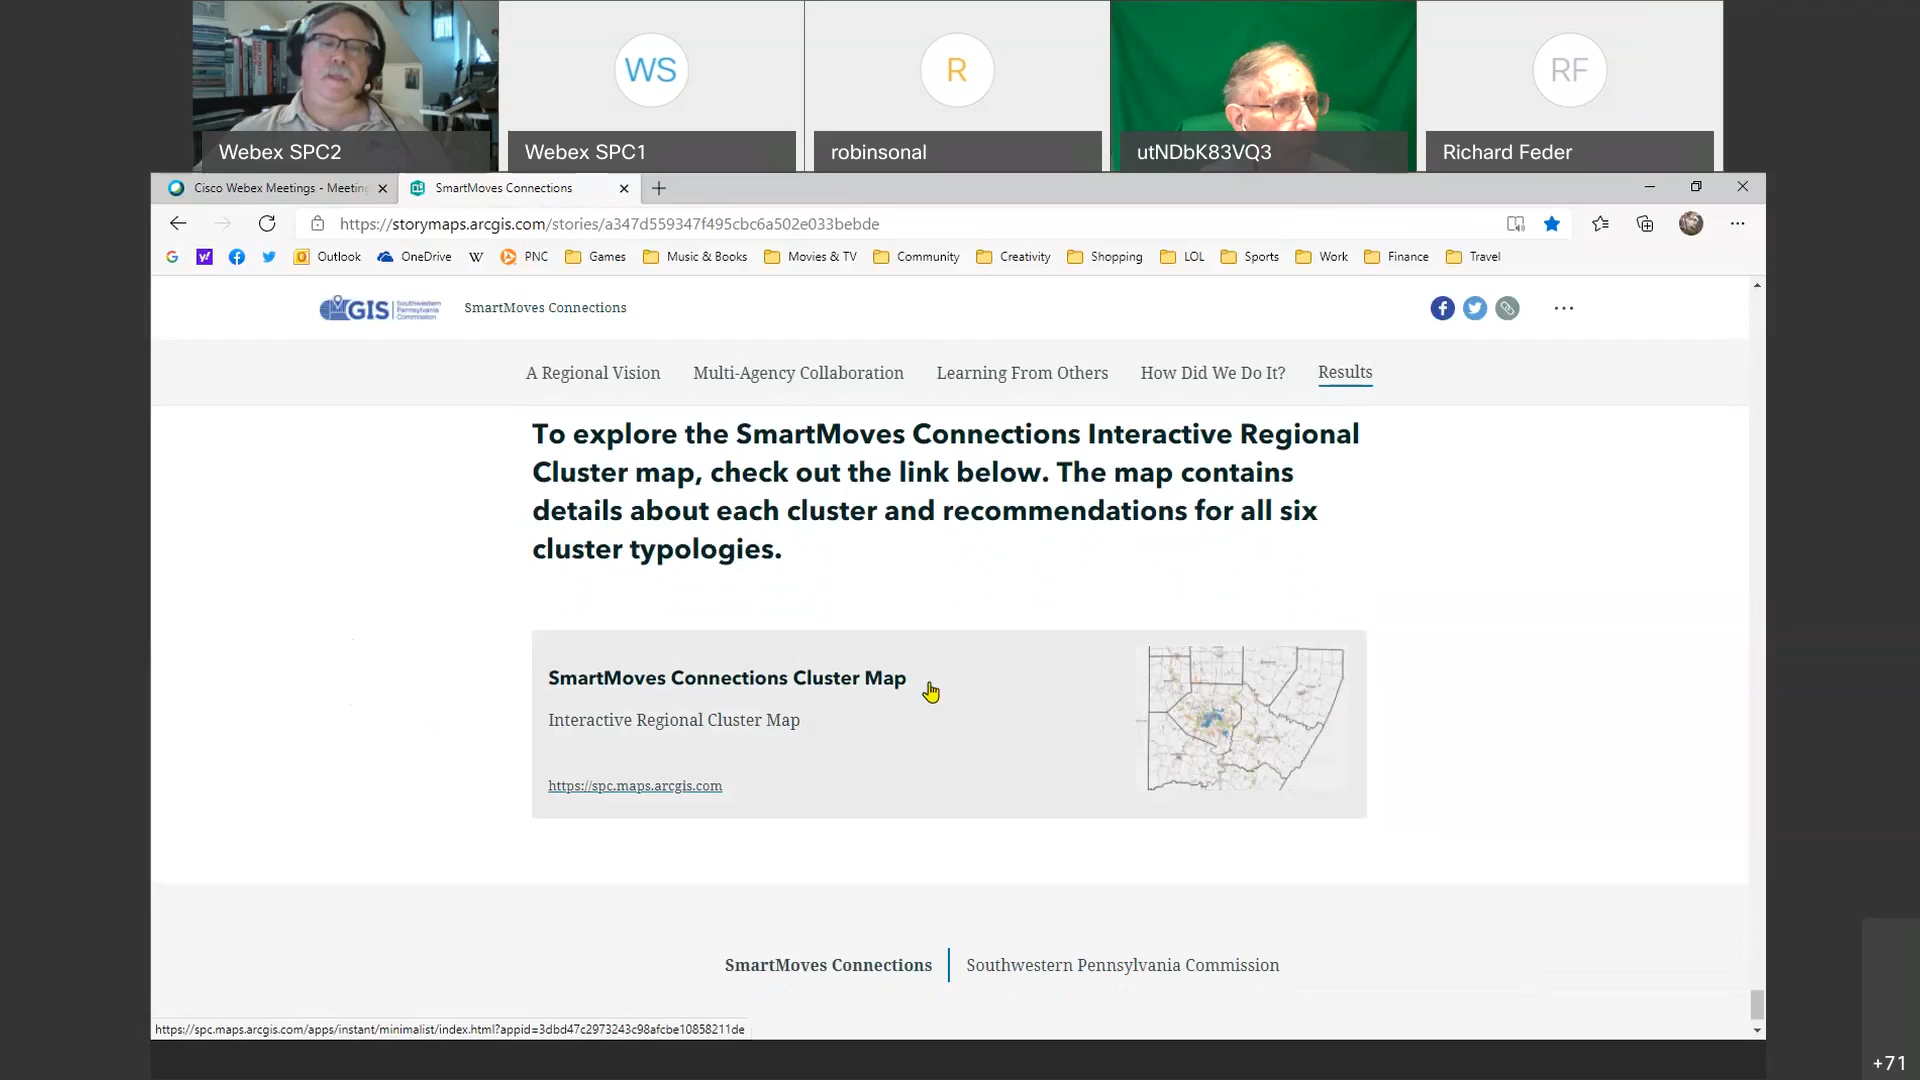 WS
R
RF
Webex SPC2
Webex SPC1
robinsonal
utNDbK83VQ3
Richard Feder
Cisco Webex Meetings - Meetin
SmartMoves Connections
https://storymaps.arcgis.com/stories/a347d559347f495cbc6a502e033bebde
G y! Outlook OneDrive W PNC Games Music & Books Movies & TV Community Creativity Shopping LOL Sports Work Finance Travel
GIS
Southwestern
Pennsylvania
Commission
SmartMoves Connections
A Regional Vision Multi-Agency Collaboration Learning From Others How Did We Do It? Results
To explore the SmartMoves Connections Interactive Regional
Cluster map, check out the link below. The map contains
details about each cluster and recommendations for all six
cluster typologies.
SmartMoves Connections Cluster Map
Interactive Regional Cluster Map
https://spc.maps.arcgis.com
SmartMoves Connections Southwestern Pennsylvania Commission
https://spc.maps.arcgis.com/apps/instant/minimalist/index.html?appid=3dbd47c2973243c98afcbe10858211de
+71